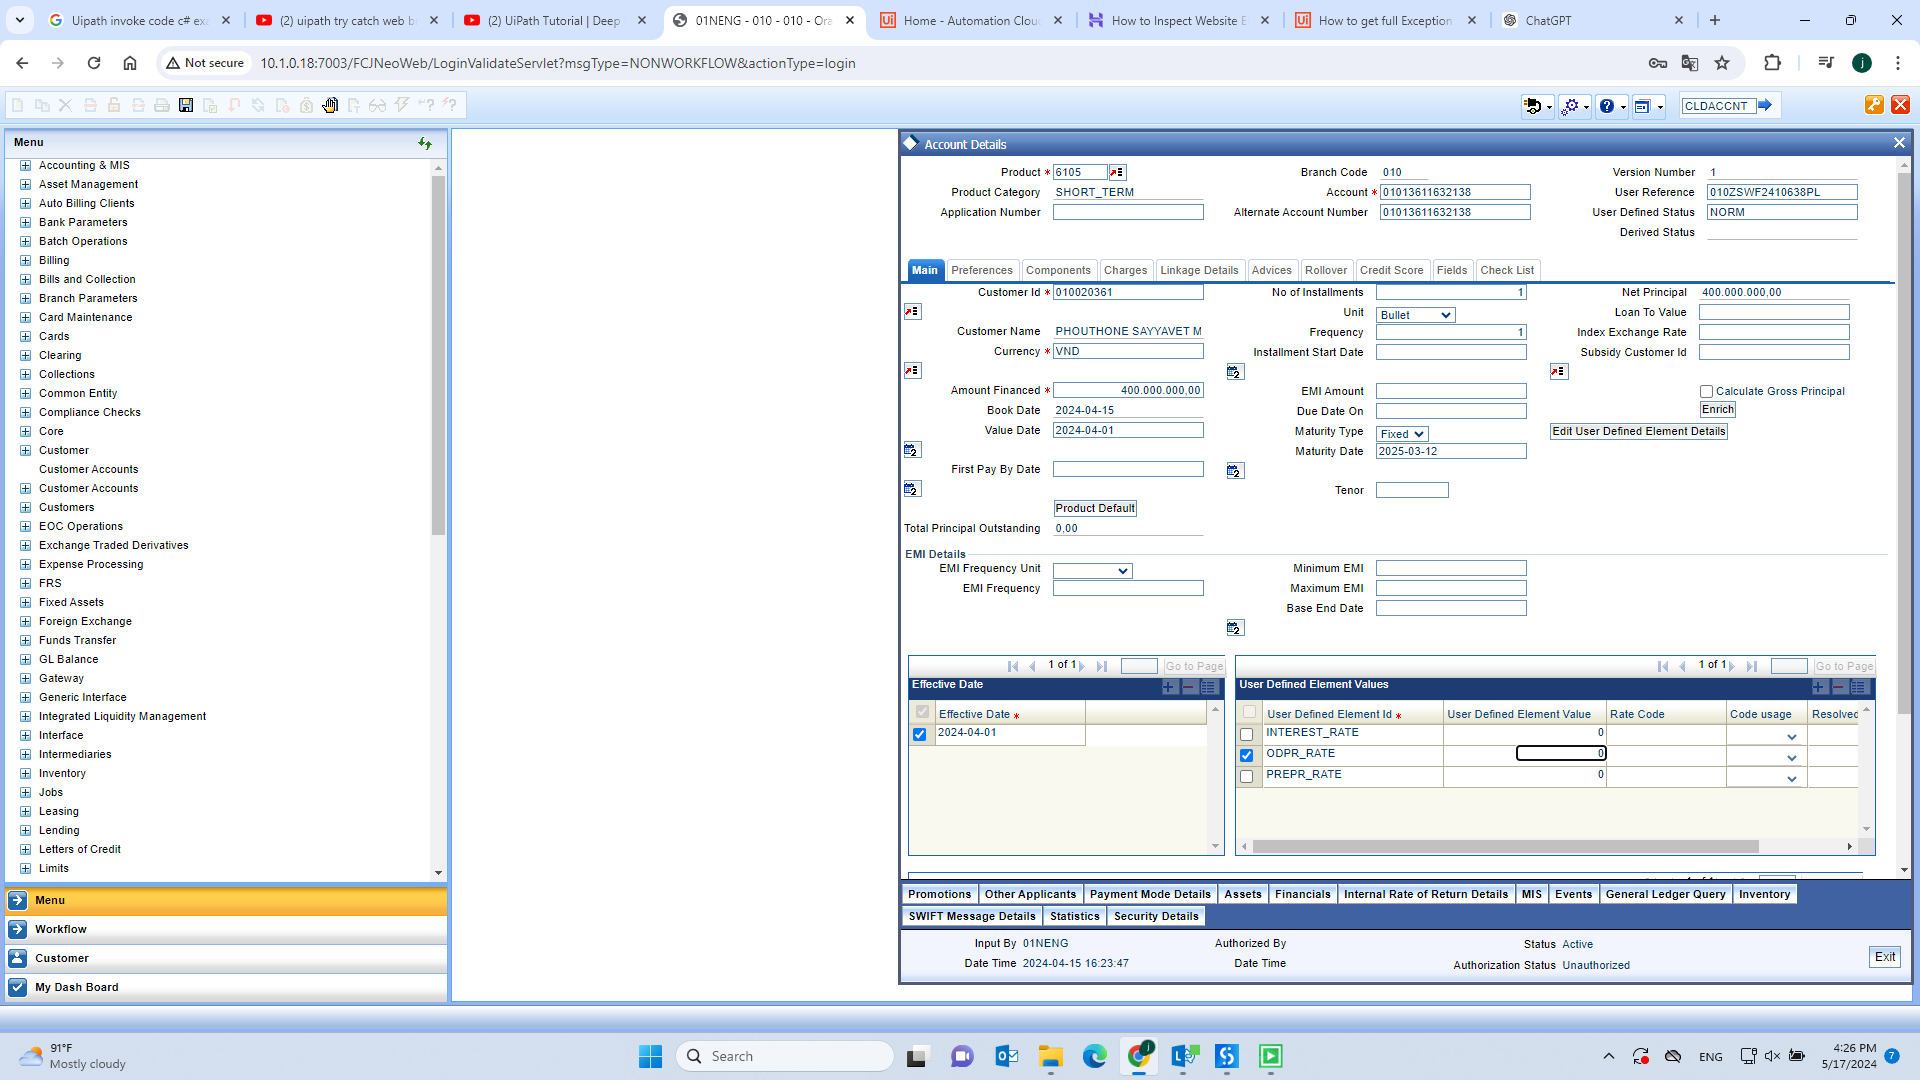 Uipath invoke code c# exa
(2) uipath try catch web b
(2) UiPath Tutorial | Deep
01NENG - 010 - 010 - Ora
Home - Automation Clou
How to Inspect Website E
How to get full Exception
ChatGPT
Not secure
10.1.0.18:7003/FCJNeoWeb/LoginValidateServlet?msgType=NONWORKFLOW&actionType=login
CLDACCNT
Menu
Accounting & MIS
Asset Management
Auto Billing Clients
Bank Parameters
Batch Operations
Billing
Bills and Collection
Branch Parameters
Card Maintenance
Cards
Clearing
Collections
Common Entity
Compliance Checks
Core
Customer
Customer Accounts
Customer Accounts
Customers
EOC Operations
Exchange Traded Derivatives
Expense Processing
FRS
Fixed Assets
Foreign Exchange
Funds Transfer
GL Balance
Gateway
Generic Interface
Integrated Liquidity Management
Interface
Intermediaries
Inventory
Jobs
Leasing
Lending
Letters of Credit
Limits
Menu
Workflow
Customer
My Dash Board
Account Details
Product * 6105 Branch Code 010 Version Number 1
Product Category SHORT_TERM Account * 01013611632138 User Reference 010ZSWF2410638PL
Application Number Alternate Account Number 01013611632138 User Defined Status NORM
Derived Status
Main Preferences Components Charges Linkage Details Advices Rollover Credit Score Fields Check List
Customer Id * 010020361 No of Installments 1 Net Principal 400.000.000,00
Unit Bullet Loan To Value
Customer Name PHOUTHONE SAYYAVET M Frequency 1 Index Exchange Rate
Currency * VND Installment Start Date Subsidy Customer Id
Amount Financed * 400.000.000,00 EMI Amount Calculate Gross Principal
Book Date 2024-04-15 Due Date On Enrich
Value Date 2024-04-01 Maturity Type Fixed Edit User Defined Element Details
Maturity Date 2025-03-12
First Pay By Date
Tenor
Product Default
Total Principal Outstanding 0,00
EMI Details
EMI Frequency Unit Minimum EMI
EMI Frequency Maximum EMI
Base End Date
1 of 1 Go to Page 1 of 1 Go to Page
Effective Date User Defined Element Values
Effective Date * User Defined Element Id * User Defined Element Value Rate Code Code usage Resolved
2024-04-01 INTEREST_RATE 0
ODPR_RATE 0
PREPR_RATE 0
Promotions Other Applicants Payment Mode Details Assets Financials Internal Rate of Return Details MIS Events General Ledger Query Inventory
SWIFT Message Details Statistics Security Details
Input By 01NENG Authorized By Status Active
Date Time 2024-04-15 16:23:47 Date Time Authorization Status Unauthorized
Exit
91°F
Mostly cloudy
Search
ENG
4:26 PM
5/17/2024
7